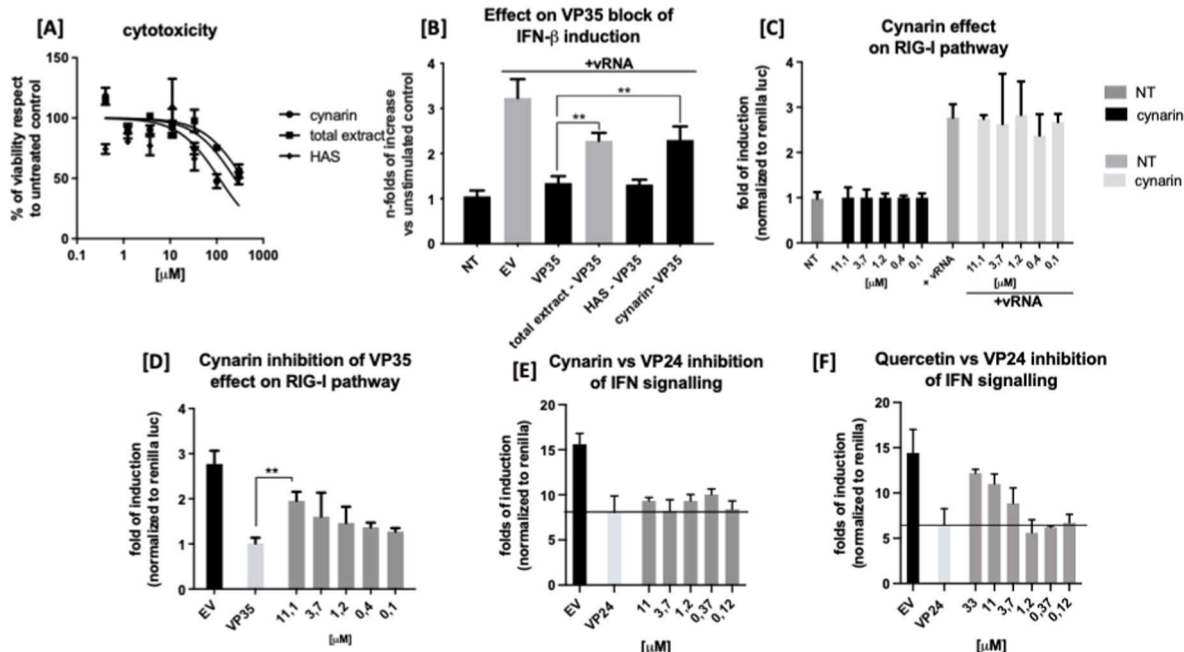 [A]
cytotoxicity
% of viability respect
to untreated control
150
100
50
0
0.1
1
10
100
1000
[µM]
cynarin
total extract
HAS
[B]
Effect on VP35 block of
IFN-β induction
+vRNA
n-folds of increase
vs unstimulated control
4
3
2
1
0
**
**
NT
EV
VP35
total extract - VP35
HAS - VP35
cynarin- VP35
[C]
Cynarin effect
on RIG-I pathway
fold of induction
(normalized to renilla luc)
4
3
2
1
0
NT
11,1
3,7
1,2
0,4
0,1
[µM]
+ vRNA
11,1
3,7
1,2
0,4
0,1
[µM]
+vRNA
NT
cynarin
NT
cynarin
[D]
Cynarin inhibition of VP35
effect on RIG-I pathway
fold of induction
(normalized to renilla luc)
4
3
2
1
0
**
EV
VP35
11,1
3,7
1,2
0,4
0,1
[µM]
[E]
Cynarin vs VP24 inhibition
of IFN signalling
folds of induction
(normalized to renilla)
20
15
10
5
0
EV
VP24
11
3,7
1,2
0,37
0,12
[µM]
[F]
Quercetin vs VP24 inhibition
of IFN signalling
folds of induction
(normalized to renilla)
20
15
10
5
0
EV
VP24
33
11
3,7
1,2
0,37
0,12
[µM]